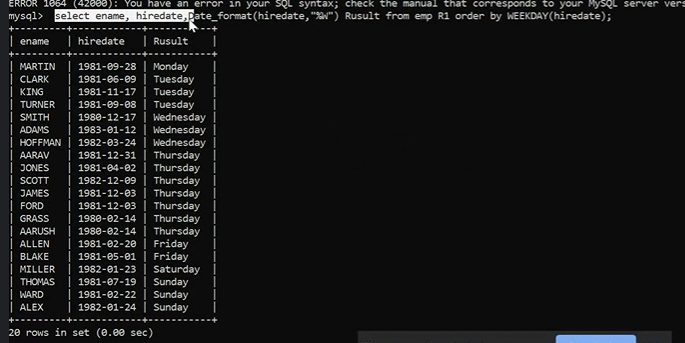 ERROR 1064 (42000): You have an error in your SQL syntax; check the manual that corresponds to your MySQL server vers
mysql> select ename, hiredate,Date_format(hiredate,"%W") Rusult from emp R1 order by WEEKDAY(hiredate);
+---------+------------+-----------+
| ename | hiredate | Rusult |
+---------+------------+-----------+
| MARTIN | 1981-09-28 | Monday |
| CLARK | 1981-06-09 | Tuesday |
| KING | 1981-11-17 | Tuesday |
| TURNER | 1981-09-08 | Tuesday |
| SMITH | 1980-12-17 | Wednesday |
| ADAMS | 1983-01-12 | Wednesday |
| HOFFMAN | 1982-03-24 | Wednesday |
| AARAV | 1981-12-31 | Thursday |
| JONES | 1981-04-02 | Thursday |
| SCOTT | 1982-12-09 | Thursday |
| JAMES | 1981-12-03 | Thursday |
| FORD | 1981-12-03 | Thursday |
| GRASS | 1980-02-14 | Thursday |
| AARUSH | 1980-02-14 | Thursday |
| ALLEN | 1981-02-20 | Friday |
| BLAKE | 1981-05-01 | Friday |
| MILLER | 1982-01-23 | Saturday |
| THOMAS | 1981-07-19 | Sunday |
| WARD | 1981-02-22 | Sunday |
| ALEX | 1982-01-24 | Sunday |
+---------+------------+-----------+
20 rows in set (0.00 sec)